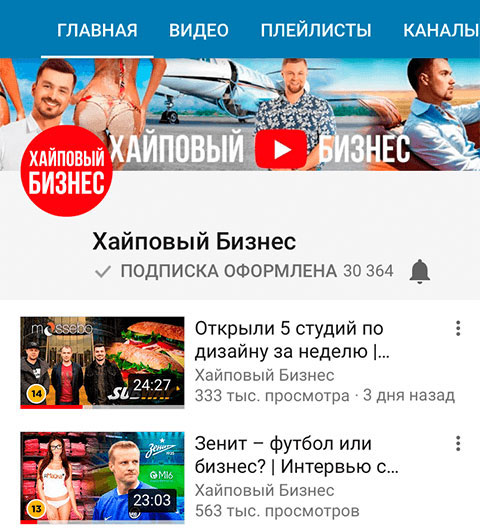 ГЛАВНАЯ ВИДЕО ПЛЕЙЛИСТЫ КАНАЛЫ
ХАЙПОВЫЙ БИЗНЕС
ХАЙПОВЫЙ
БИЗНЕС
Хайповый Бизнес
ПОДПИСКА ОФОРМЛЕНА 30 364
mossebo
14
SUB
24:27
Открыли 5 студий по
дизайну за неделю |...
Хайповый Бизнес
333 тыс. просмотра · 3 дня назад
ЗЕНИТ
М16
13
23:03
Зенит – футбол или
бизнес? | Интервью с...
Хайповый Бизнес
563 тыс. просмотров